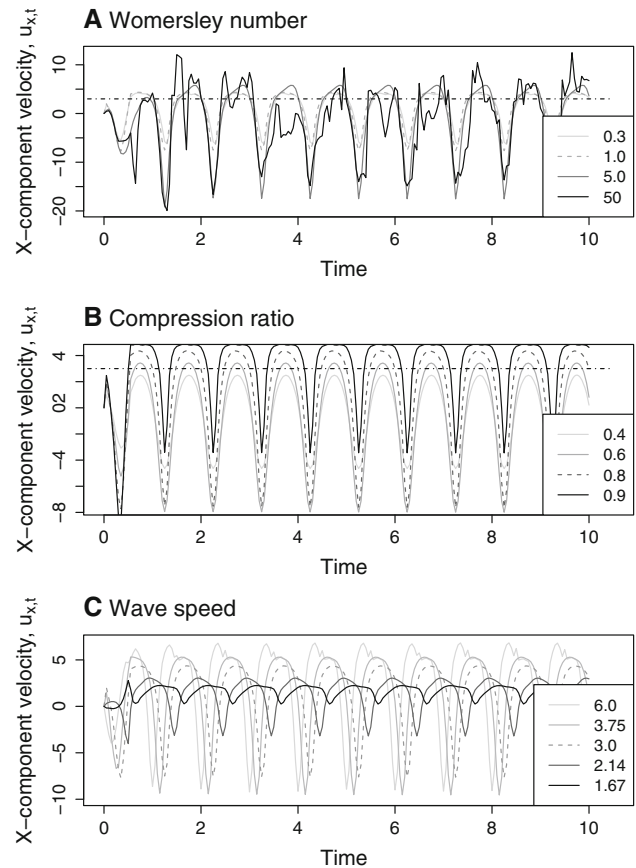 A Womersley number
X−component velocity, ux,t
10
0
−10
−20
0 2 4 6 8 10
Time
0.3
1.0
5.0
50
B Compression ratio
X−component velocity, ux,t
4
02
−4
−8
0 2 4 6 8 10
Time
0.4
0.6
0.8
0.9
C Wave speed
X−component velocity, ux,t
5
0
−5
−10
0 2 4 6 8 10
Time
6.0
3.75
3.0
2.14
1.67